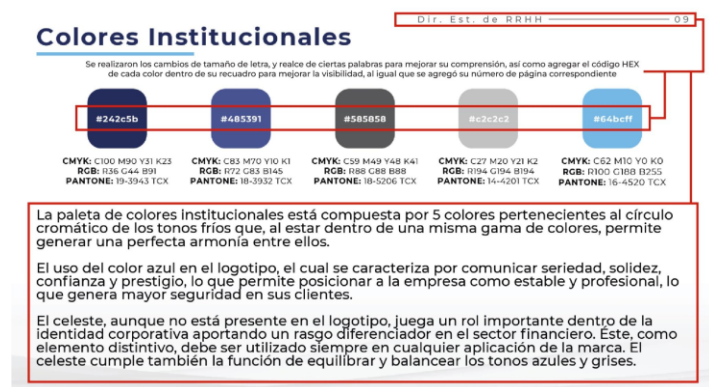 Dir. Est. de RRHH 09
Colores Institucionales
Se realizaron los cambios de tamaño de letra, y realce de ciertas palabras para mejorar su comprensión, así como agregar el código HEX
de cada color dentro de su recuadro para mejorar la visibilidad, al igual que se agregó su número de página correspondiente
#242c5b #485391 #585858 #c2c2c2 #64bcff
CMYK: C100 M90 Y31 K23 CMYK: C83 M70 Y10 K1 CMYK: C59 M49 Y48 K41 CMYK: C27 M20 Y21 K2 CMYK: C62 M10 Y0 K0
RGB: R36 G44 B91 RGB: R72 G83 B145 RGB: R88 G88 B88 RGB: R194 G194 B194 RGB: R100 G188 B255
PANTONE: 19-3943 TCX PANTONE: 18-3932 TCX PANTONE: 18-5206 TCX PANTONE: 14-4201 TCX PANTONE: 16-4520 TCX
La paleta de colores institucionales está compuesta por 5 colores pertenecientes al círculo
cromático de los tonos fríos que, al estar dentro de una misma gama de colores, permite
generar una perfecta armonía entre ellos.
El uso del color azul en el logotipo, el cual se caracteriza por comunicar seriedad, solidez,
confianza y prestigio, lo que permite posicionar a la empresa como estable y profesional, lo
que genera mayor seguridad en sus clientes.
El celeste, aunque no está presente en el logotipo, juega un rol importante dentro de la
identidad corporativa aportando un rasgo diferenciador en el sector financiero. Éste, como
elemento distintivo, debe ser utilizado siempre en cualquier aplicación de la marca. El
celeste cumple también la función de equilibrar y balancear los tonos azules y grises.